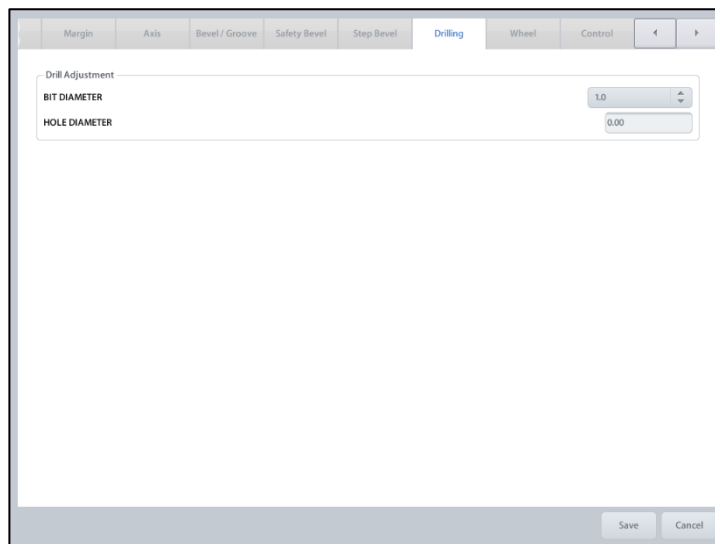 Margin Axis Bevel / Groove Safety Bevel Step Bevel Drilling Wheel Control
Drill Adjustment
BIT DIAMETER 1.0
HOLE DIAMETER 0.00
Save Cancel